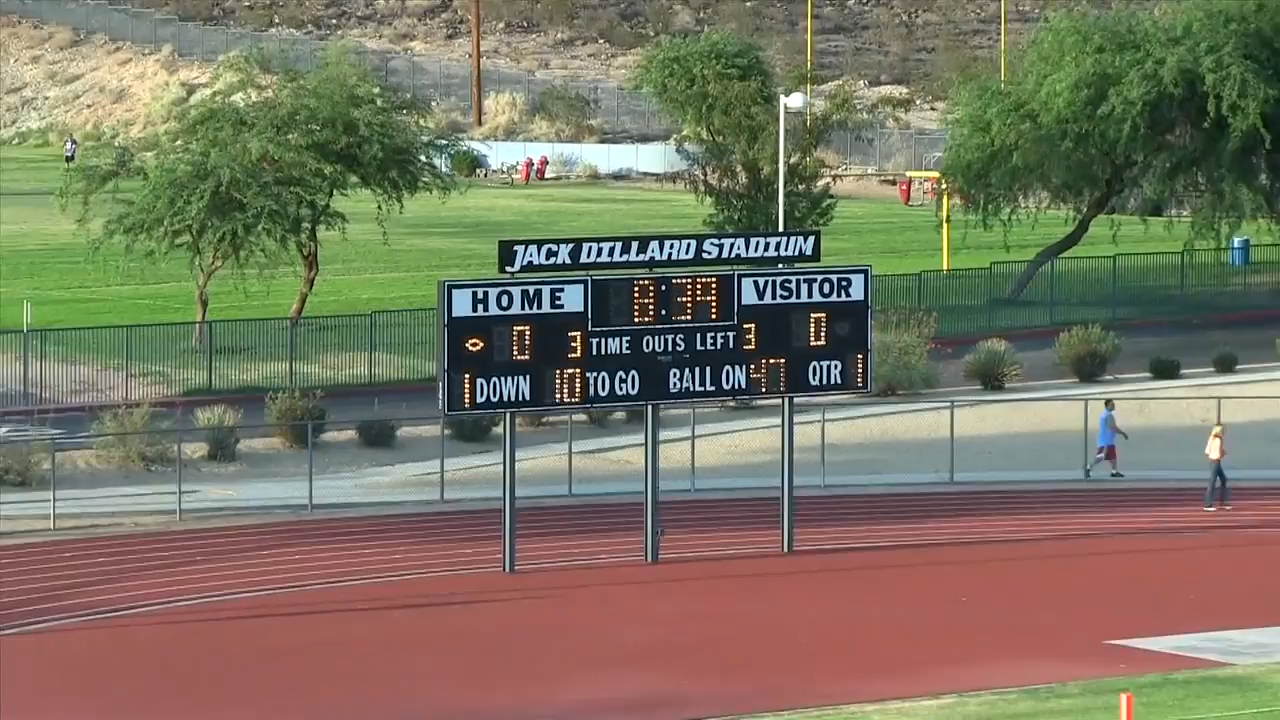 JACK DILLARD STADIUM
HOME 8:39 VISITOR
0 3 TIME OUTS LEFT 3 0
1 DOWN 10 TO GO BALL ON 47 QTR 1